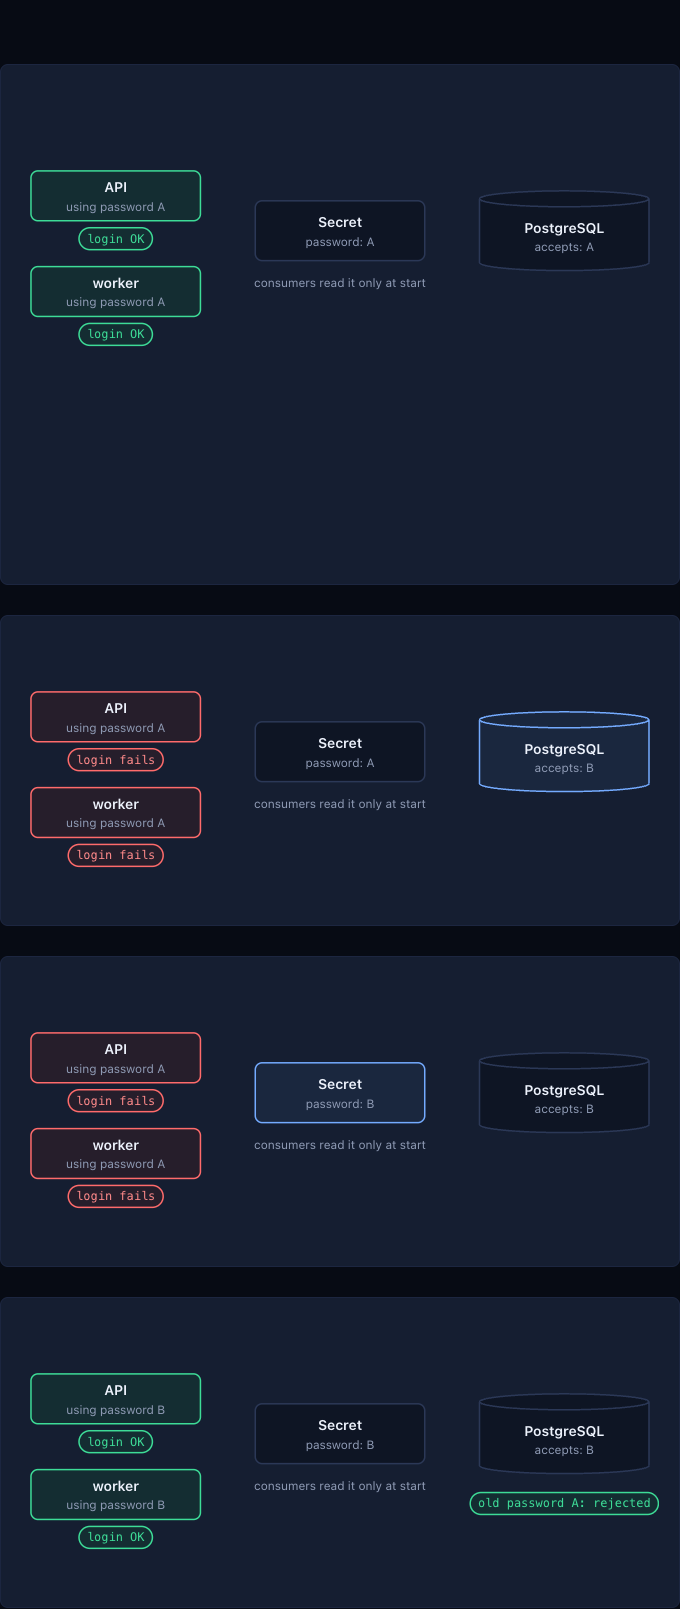 API
using password A
login OK
worker
using password A
login OK
Secret
password: A
consumers read it only at start
PostgreSQL
accepts: A
API
using password A
login fails
worker
using password A
login fails
Secret
password: A
consumers read it only at start
PostgreSQL
accepts: B
API
using password A
login fails
worker
using password A
login fails
Secret
password: B
consumers read it only at start
PostgreSQL
accepts: B
API
using password B
login OK
worker
using password B
login OK
Secret
password: B
consumers read it only at start
PostgreSQL
accepts: B
old password A: rejected